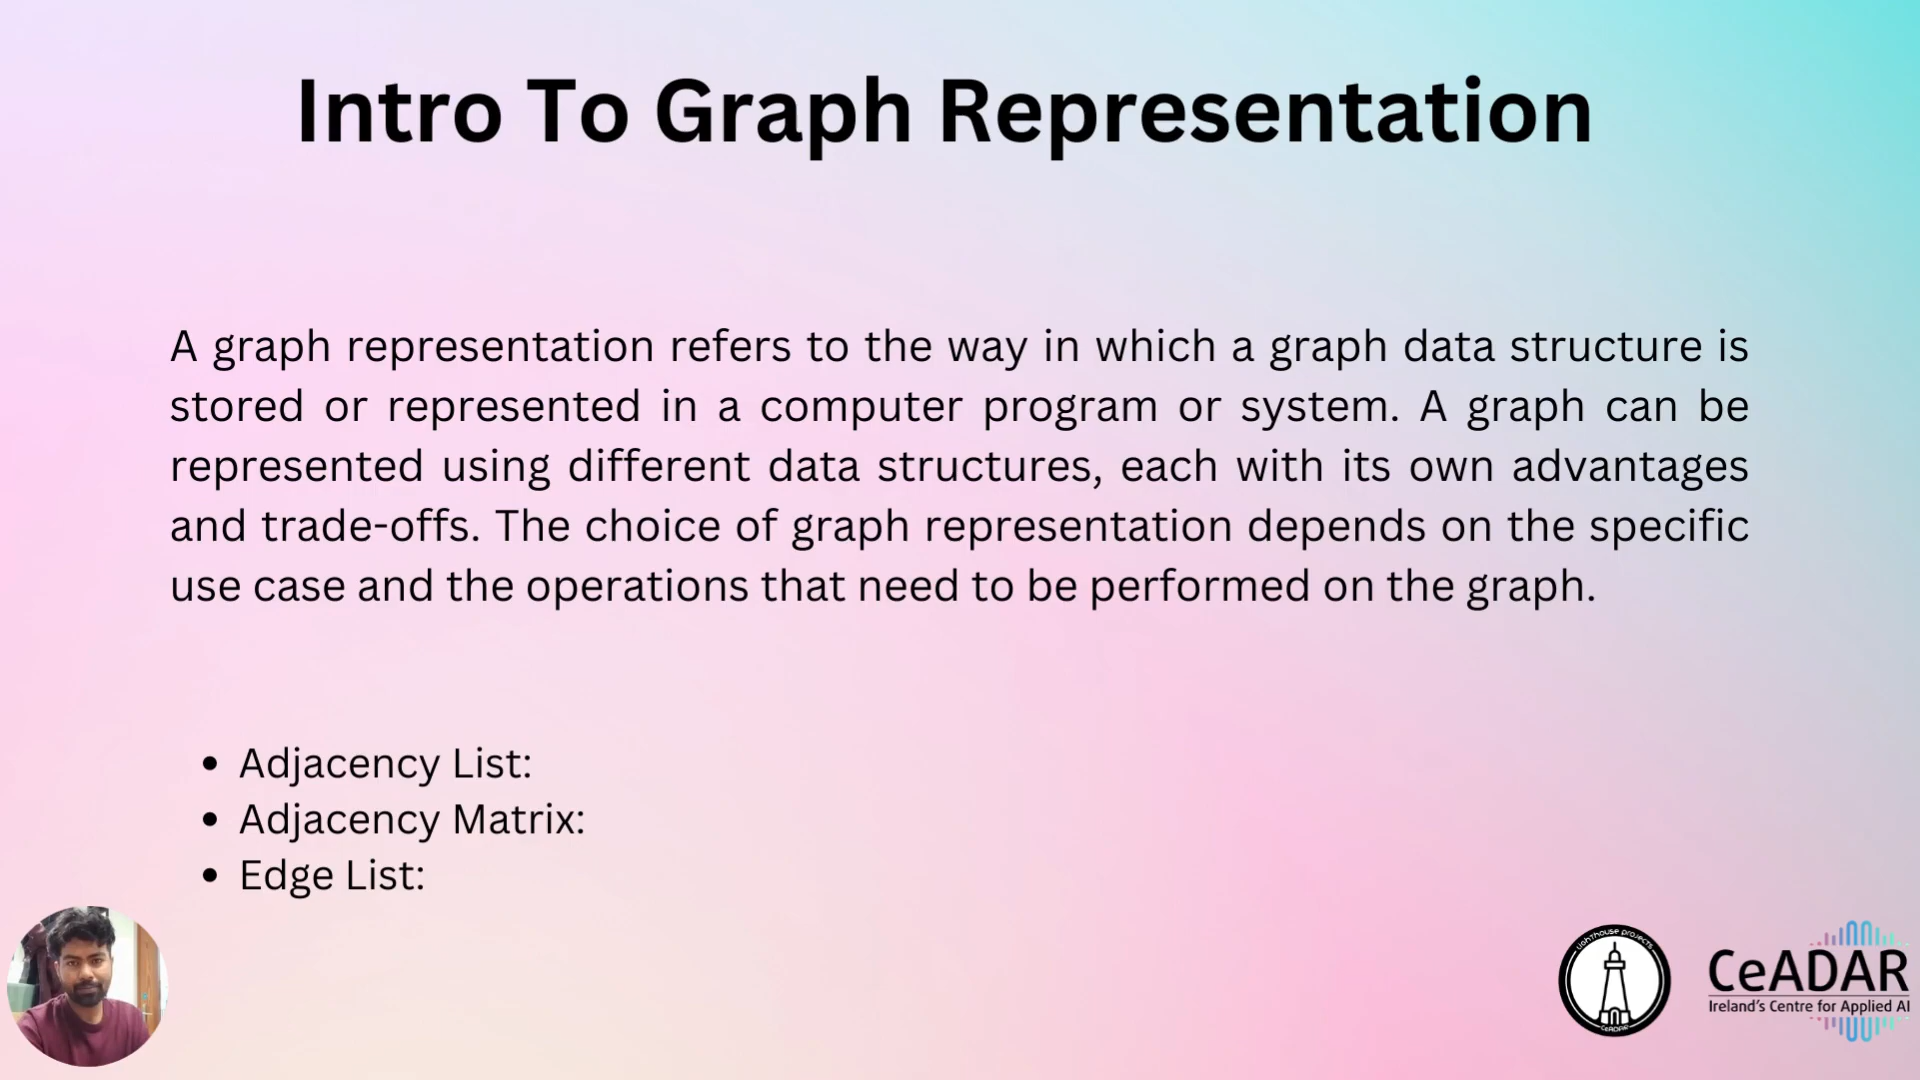 Intro To Graph Representation
A graph representation refers to the way in which a graph data structure is
stored or represented in a computer program or system. A graph can be
represented using different data structures, each with its own advantages
and trade-offs. The choice of graph representation depends on the specific
use case and the operations that need to be performed on the graph.
• Adjacency List:
• Adjacency Matrix:
• Edge List:
Lighthouse Projects
CeADAR
CeADAR
Ireland's Centre for Applied AI